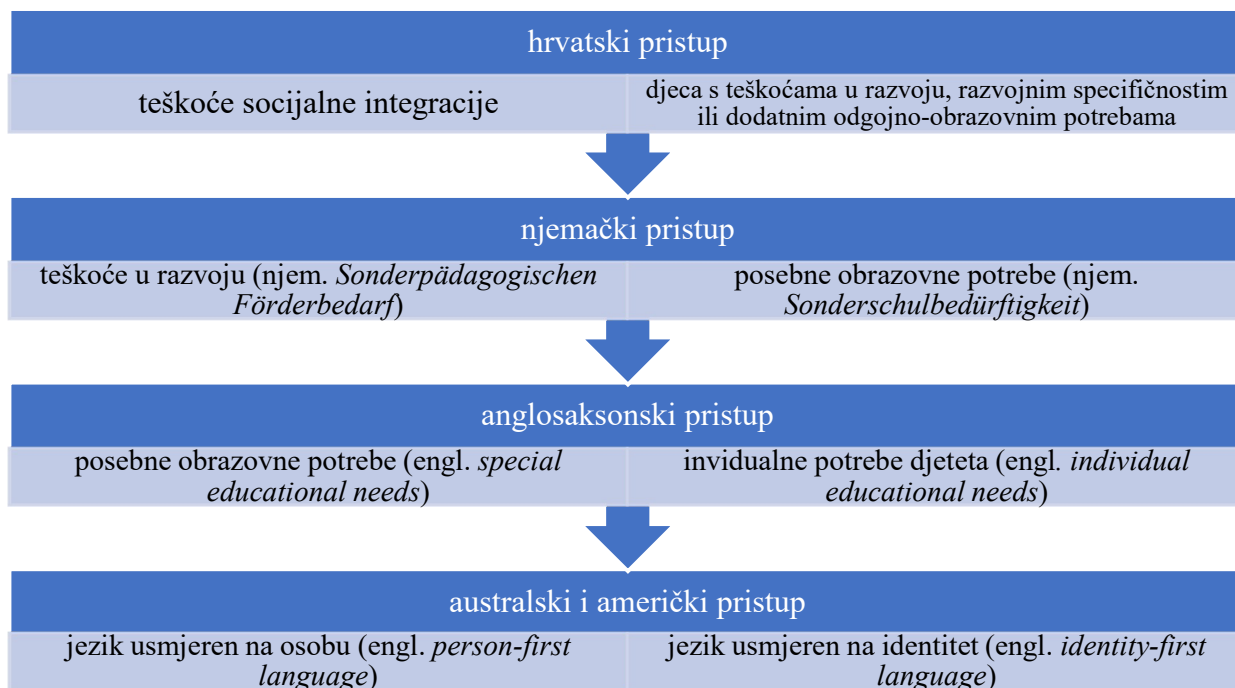 hrvatski pristup
teškoće socijalne integracije
djeca s teškoćama u razvoju, razvojnim specifičnostim
ili dodatnim odgojno-obrazovnim potrebama
njemački pristup
teškoće u razvoju (njem. Sonderpädagogischen
Förderbedarf)
posebne obrazovne potrebe (njem.
Sonderschulbedürftigkeit)
anglosaksonski pristup
posebne obrazovne potrebe (engl. special
educational needs)
invidualne potrebe djeteta (engl. individual
educational needs)
australski i američki pristup
jezik usmjeren na osobu (engl. person-first
language)
jezik usmjeren na identitet (engl. identity-first
language)